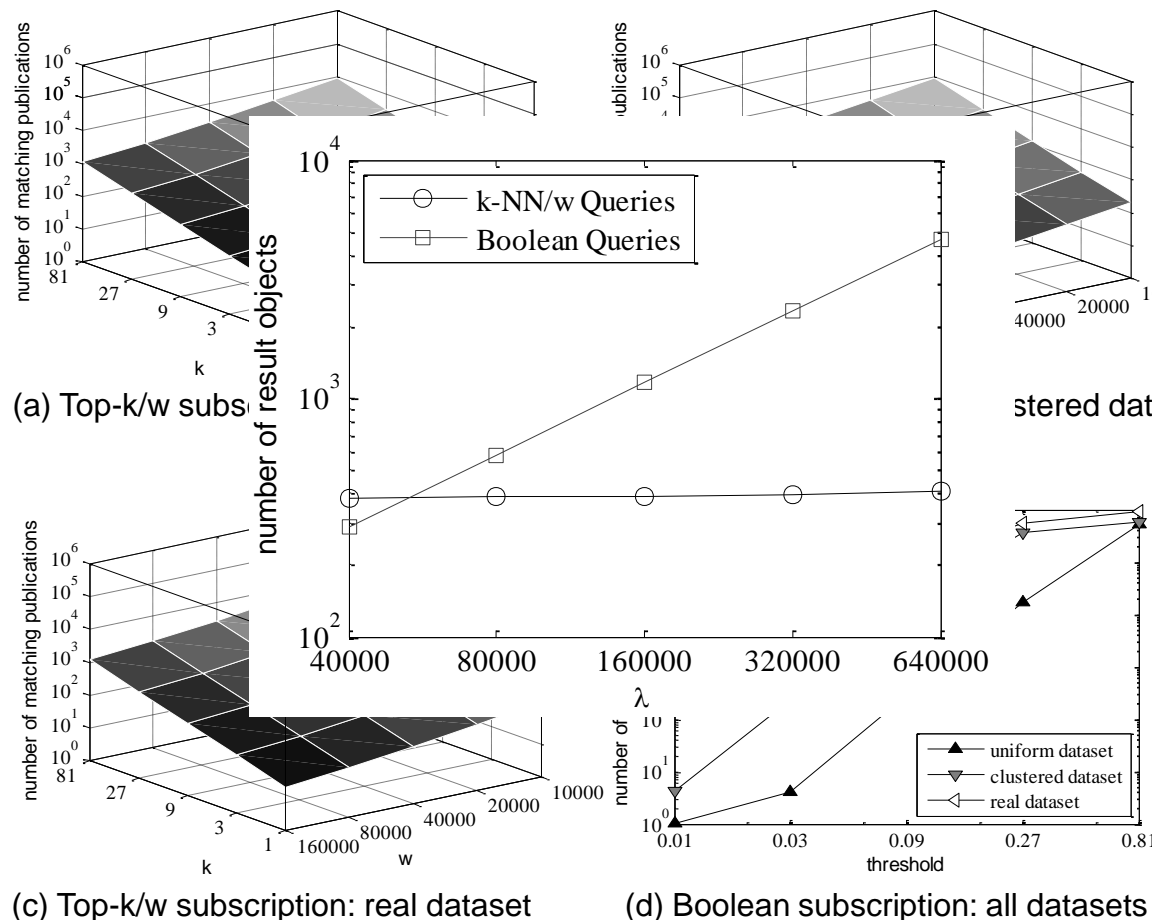 10^6
10^5
10^4
10^3
10^2
10^1
10^0
number of matching publications
81
27
9
3
k
(a) Top-k/w
10^6
10^5
40000
20000
10^4
10^3
10^2
number of result objects
k-NN/w Queries
Boolean Queries
40000
80000
160000
320000
640000
λ
10^6
10^5
10^4
10^3
10^2
10^1
10^0
number of matching publications
81
27
9
3
1
k
160000
80000
40000
20000
10000
w
(c) Top-k/w subscription: real dataset
number of
10^1
10^0
uniform dataset
clustered dataset
real dataset
0.01
0.03
0.09
0.27
0.81
threshold
(d) Boolean subscription: all datasets